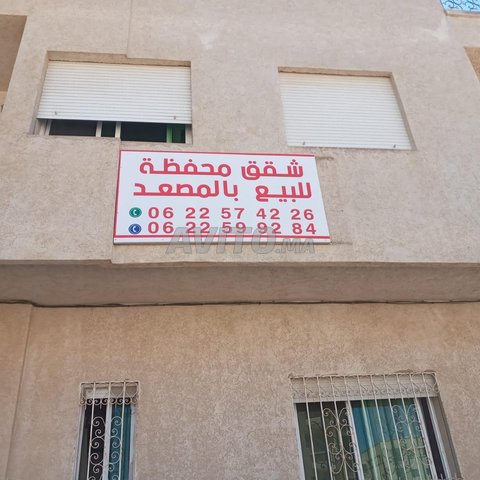 شقق محفظة
للبيع بالمصعد
06 22 57 42 26
06 22 59 92 84
AVITO.MA